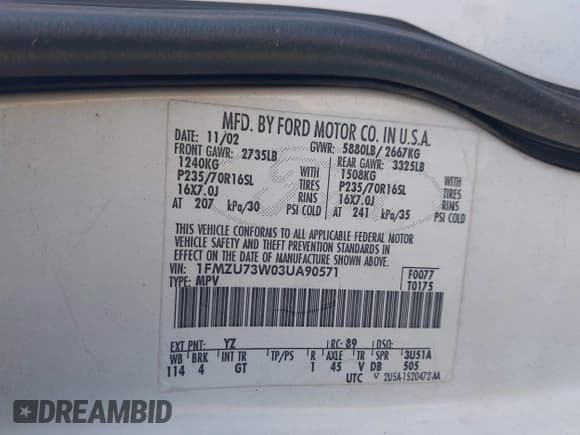 MFD. BY FORD MOTOR CO. IN U.S.A.
DATE: 11/02 GVWR: 5880LB/ 2667KG
FRONT GAWR: 2735LB REAR GAWR: 3325LB
1240KG WITH 1508KG WITH
P235/70R16SL TIRES P235/70R16SL TIRES
16X7.0J RIMS 16X7.0J RIMS
AT 207 kPa/30 PSI COLD AT 241 kPa/35 PSI COLD
THIS VEHICLE CONFORMS TO ALL APPLICABLE FEDERAL MOTOR
VEHICLE SAFETY AND THEFT PREVENTION STANDARDS IN
EFFECT ON THE DATE OF MANUFACTURE SHOWN ABOVE.
VIN: 1FMZU73W03UA90571 F0077
TYPE: MPV T0175
EXT PNT: YZ RC: 89 DSO:
WB BRK INT TR TP/PS R AXLE TR SPR 3U51A
114 4 GT 1 45 V DB 505
UTC 2U5A-1520472-AA
DREAMBID